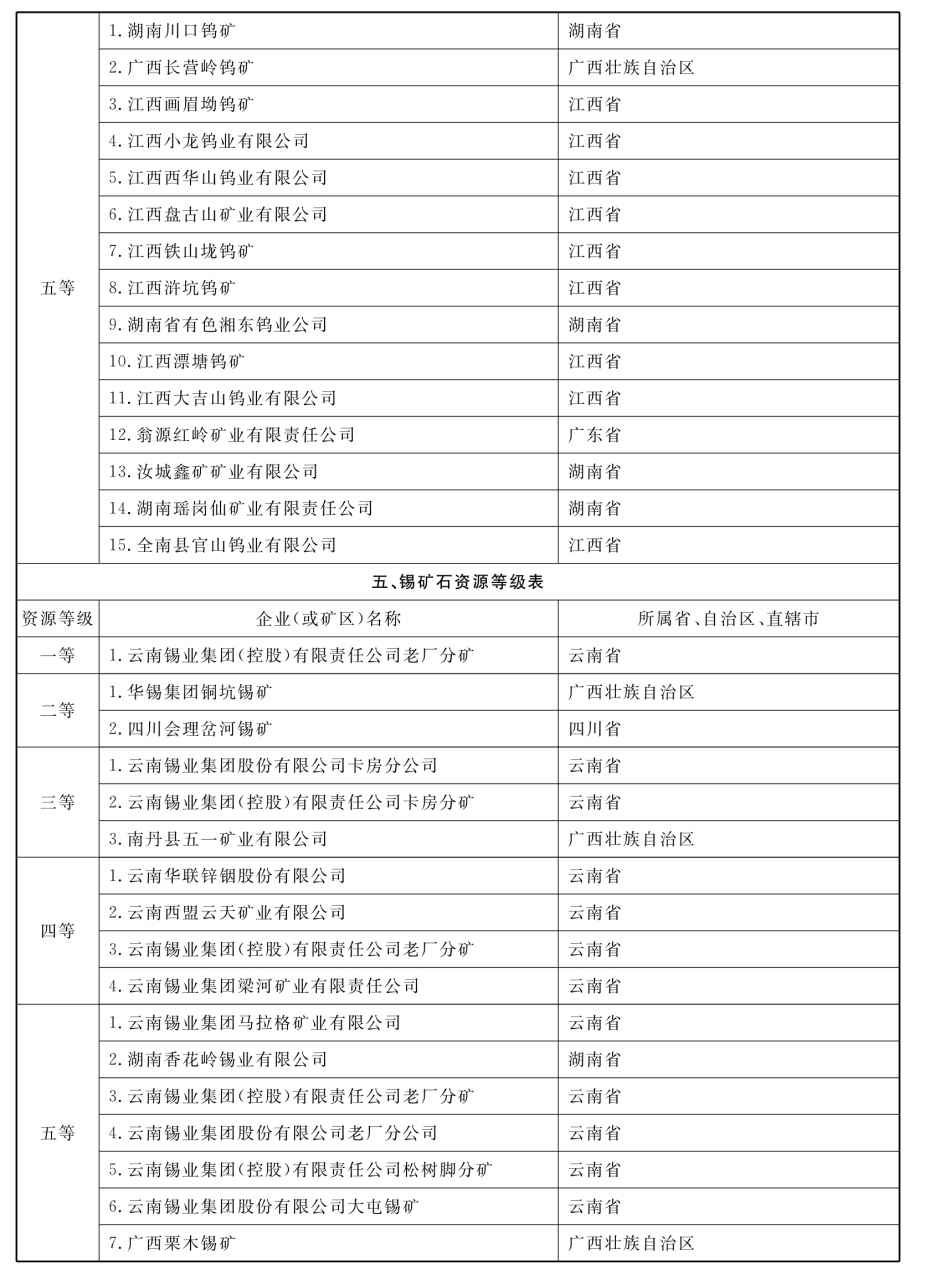 1.湖南川口钨矿 湖南省
2.广西长营岭钨矿 广西壮族自治区
3.江西画眉坳钨矿 江西省
4.江西小龙钨业有限公司 江西省
5.江西西华山钨业有限公司 江西省
6.江西盘古山矿业有限公司 江西省
7.江西铁山垅钨矿 江西省
五等 8.江西浒坑钨矿 江西省
9.湖南省有色湘东钨业公司 湖南省
10.江西漂塘钨矿 江西省
11.江西大吉山钨业有限公司 江西省
12.翁源红岭矿业有限责任公司 广东省
13.汝城鑫矿矿业有限公司 湖南省
14.湖南瑶岗仙矿业有限责任公司 湖南省
15.全南县官山钨业有限公司 江西省
五、锡矿石资源等级表
资源等级 企业(或矿区)名称 所属省、自治区、直辖市
一等 1.云南锡业集团(控股)有限责任公司老厂分矿 云南省
二等 1.华锡集团铜坑锡矿 广西壮族自治区
2.四川会理岔河锡矿 四川省
1.云南锡业集团股份有限公司卡房分公司 云南省
三等 2.云南锡业集团(控股)有限责任公司卡房分矿 云南省
3.南丹县五一矿业有限公司 广西壮族自治区
1.云南华联锌铟股份有限公司 云南省
四等 2.云南西盟云天矿业有限公司 云南省
3.云南锡业集团(控股)有限责任公司老厂分矿 云南省
4.云南锡业集团梁河矿业有限责任公司 云南省
1.云南锡业集团马拉格矿业有限公司 云南省
2.湖南香花岭锡业有限公司 湖南省
3.云南锡业集团(控股)有限责任公司老厂分矿 云南省
五等 4.云南锡业集团股份有限公司老厂分公司 云南省
5.云南锡业集团(控股)有限责任公司松树脚分矿 云南省
6.云南锡业集团股份有限公司大屯锡矿 云南省
7.广西栗木锡矿 广西壮族自治区